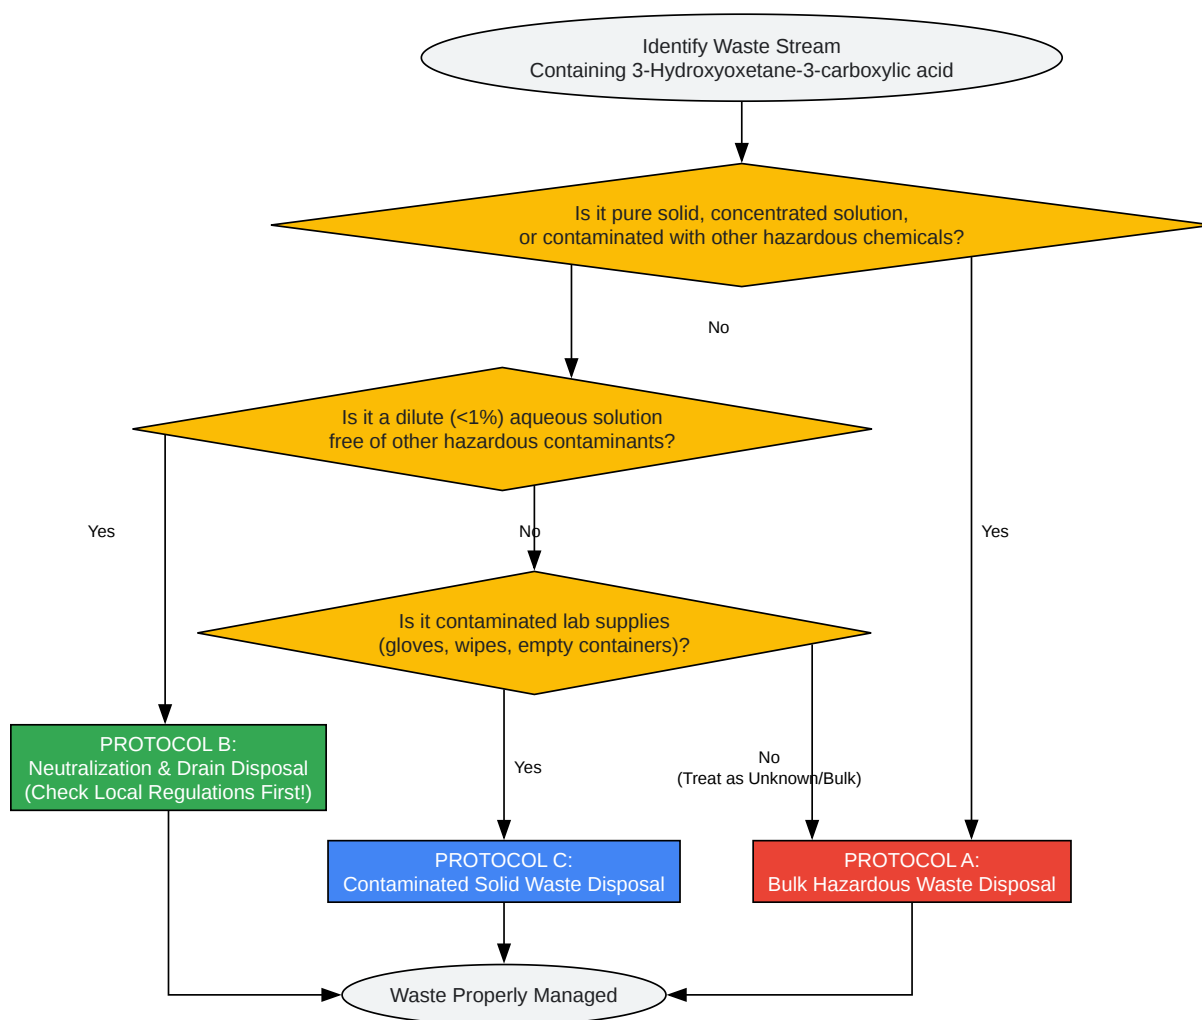 Identify Waste Stream
Containing 3-Hydroxyoxetane-3-carboxylic acid
Is it pure solid, concentrated solution,
or contaminated with other hazardous chemicals?
No
Is it a dilute (<1%) aqueous solution
free of other hazardous contaminants?
Yes
No
Yes
Is it contaminated lab supplies
(gloves, wipes, empty containers)?
PROTOCOL B:
Neutralization & Drain Disposal
(Check Local Regulations First!)
Yes
No
(Treat as Unknown/Bulk)
PROTOCOL C:
Contaminated Solid Waste Disposal
PROTOCOL A:
Bulk Hazardous Waste Disposal
Waste Properly Managed